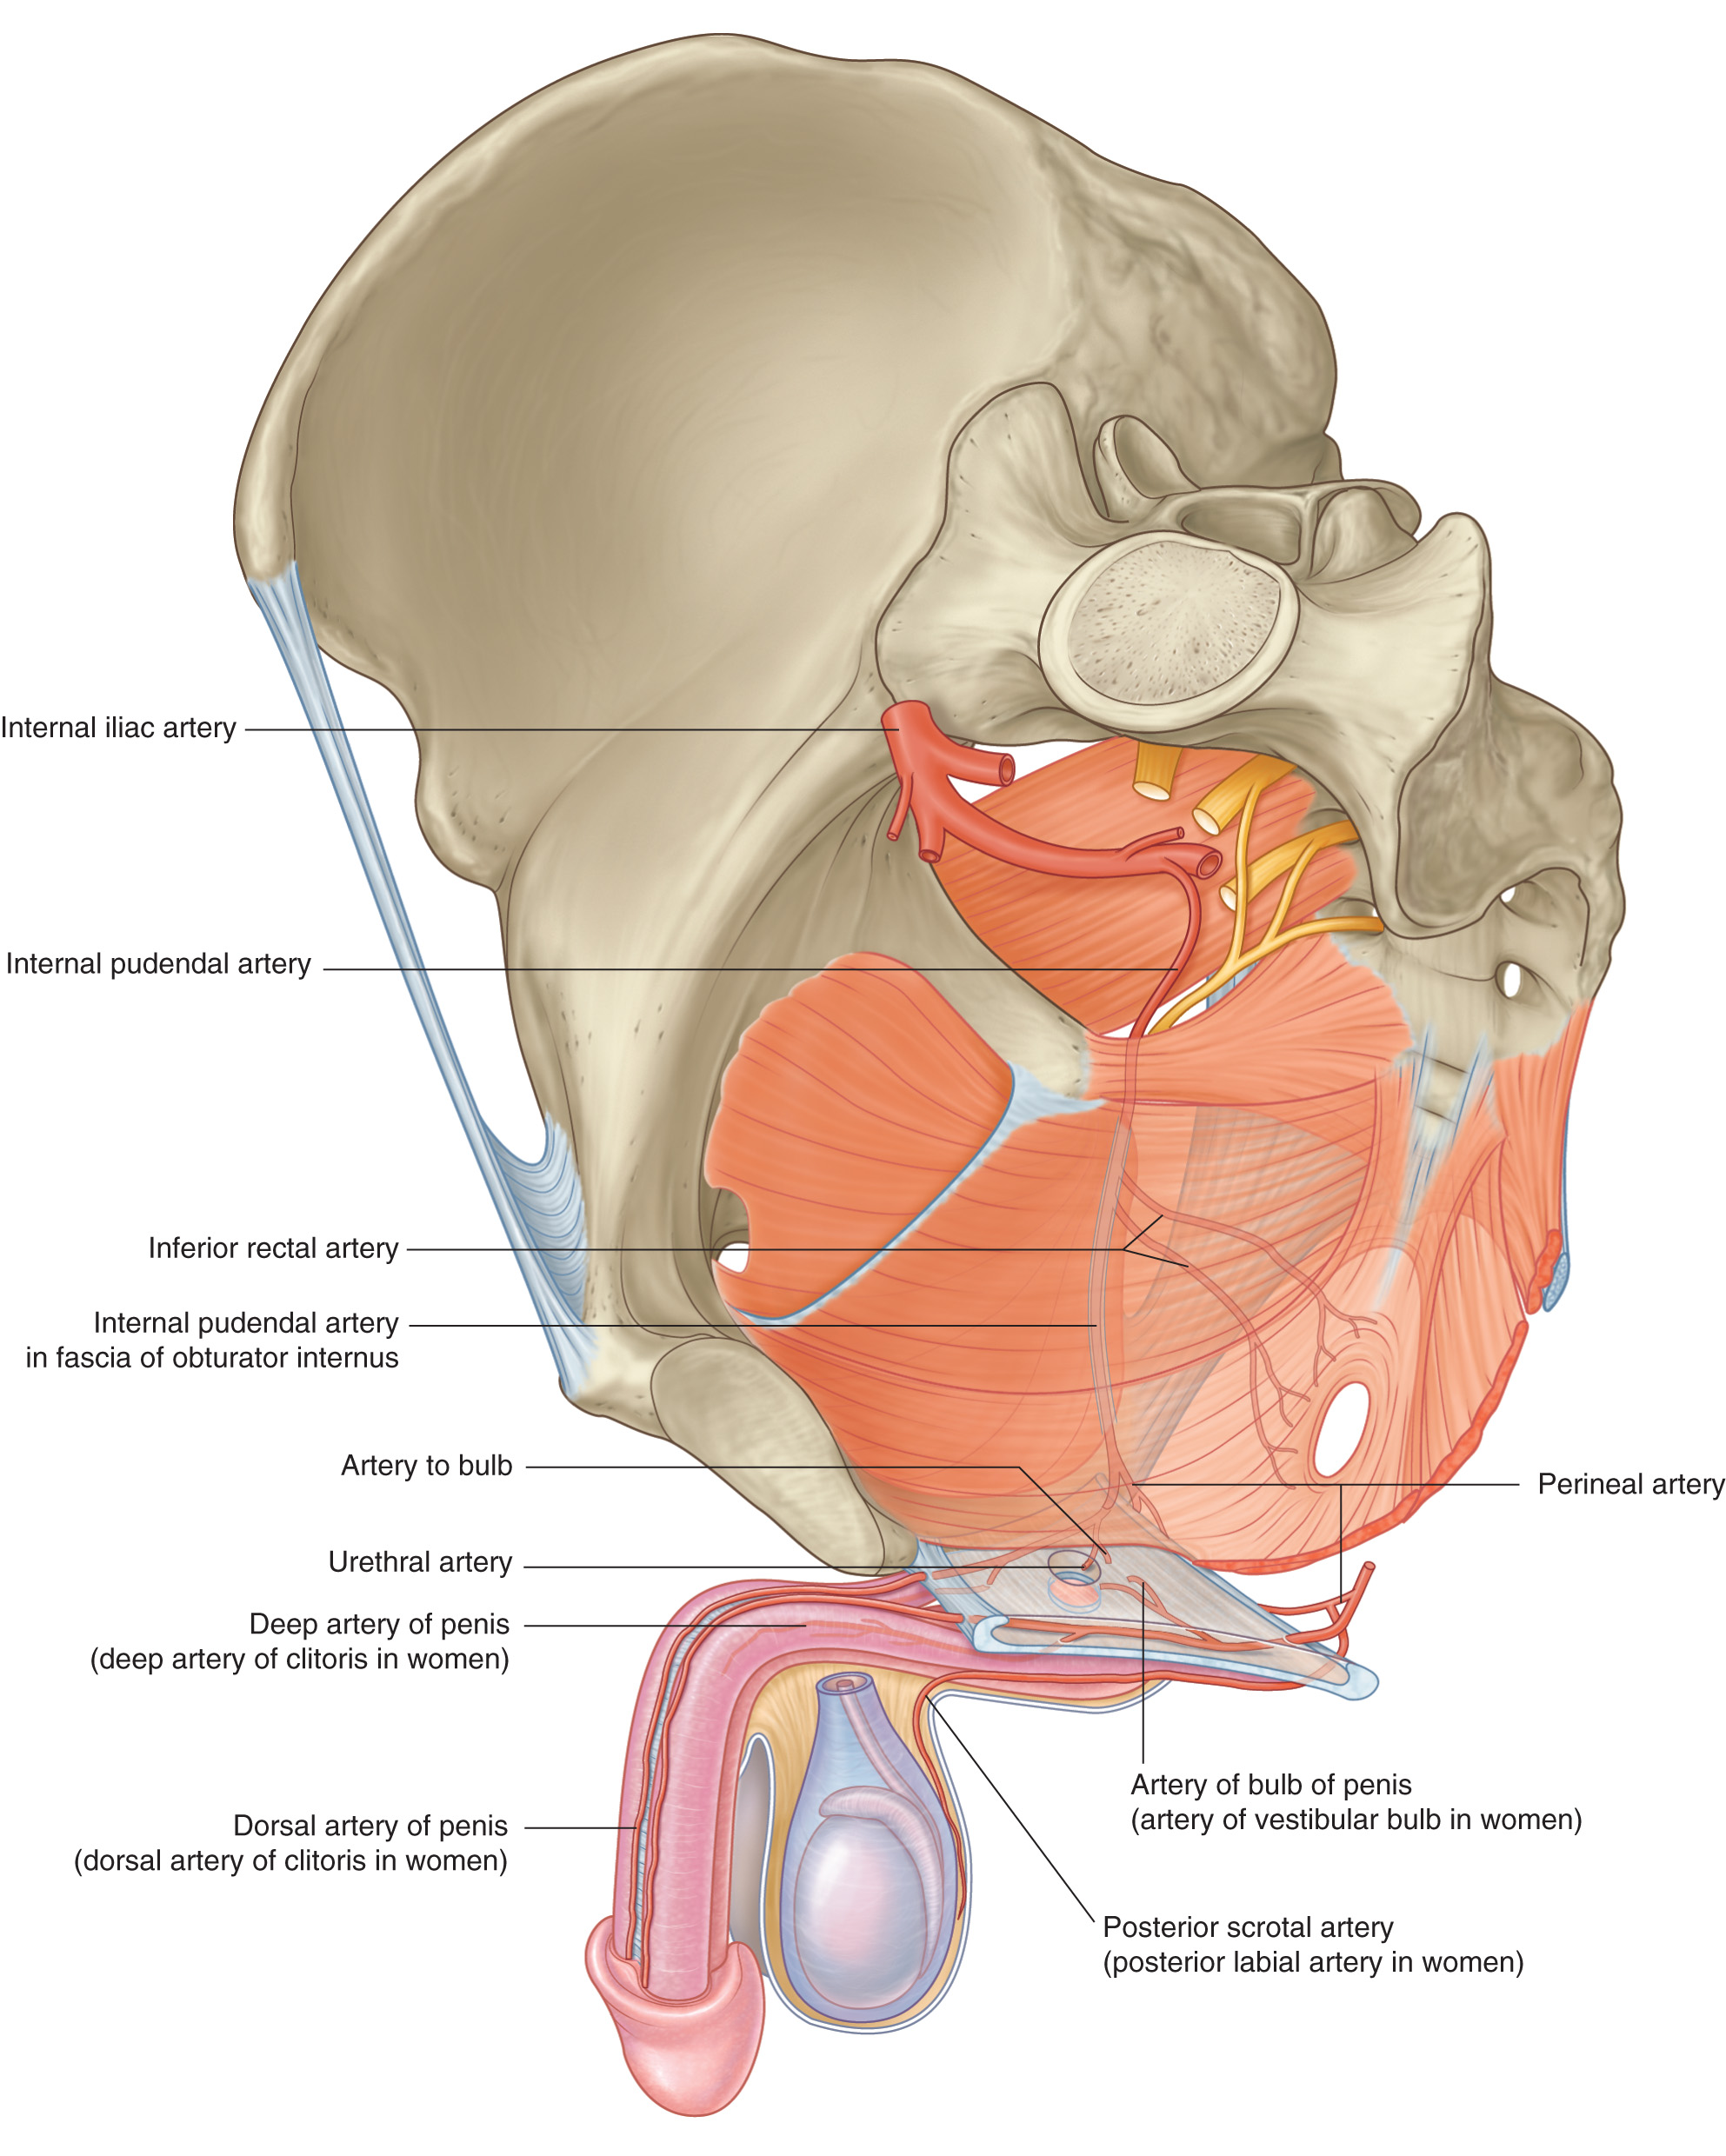 Internal iliac artery
Internal pudendal artery
Inferior rectal artery
Internal pudendal artery
in fascia of obturator internus
Artery to bulb
Perineal artery
Urethral artery
Deep artery of penis
(deep artery of clitoris in women)
Artery of bulb of penis
(artery of vestibular bulb in women)
Dorsal artery of penis
(dorsal artery of clitoris in women)
Posterior scrotal artery
(posterior labial artery in women)